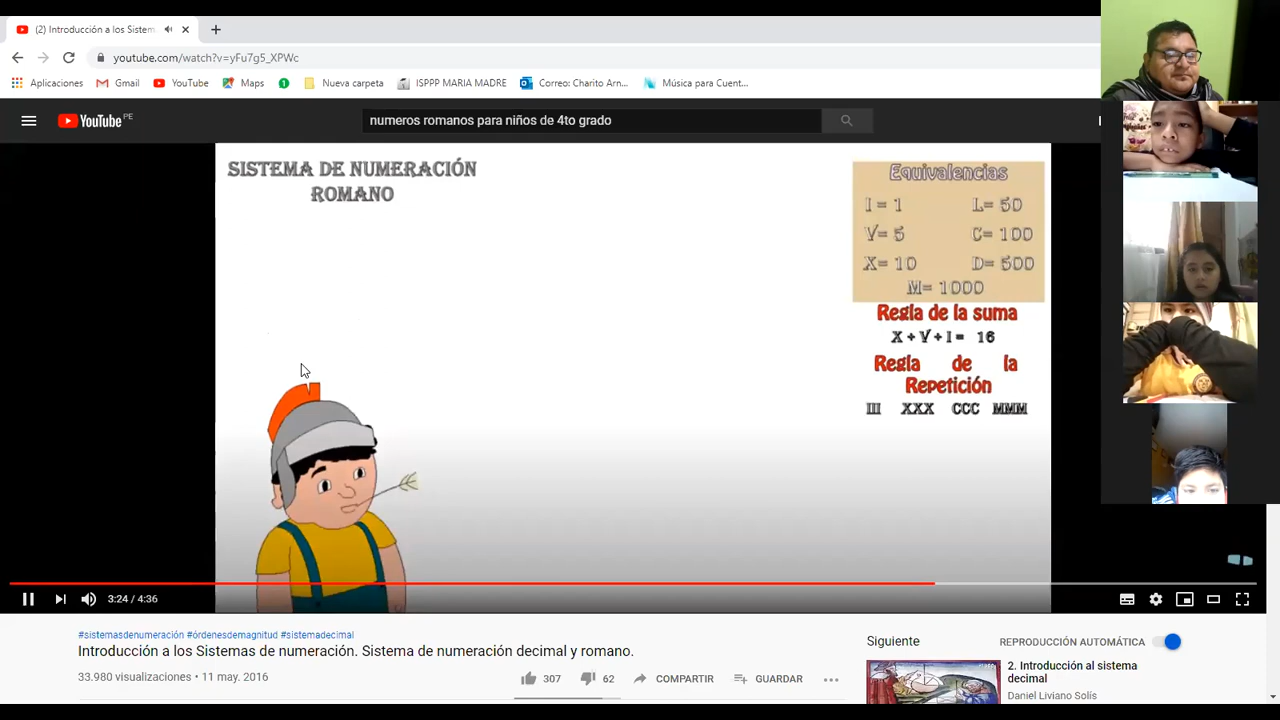 (2) Introducción a los Sistem
youtube.com/watch?v=yFu7g5_XPWc
Aplicaciones Gmail YouTube Maps 1 Nueva carpeta ISPPP MARIA MADRE Correo: Charito Arn... Música para Cuent...
YouTube PE
numeros romanos para niños de 4to grado
SISTEMA DE NUMERACIÓN
ROMANO
Equivalencias
I = 1 L= 50
V= 5 C= 100
X= 10 D= 500
M= 1000
Regla de la suma
X + V + I = 16
Regla de la
Repetición
III XXX CCC MMM
3:24 / 4:36
#sistemasdenumeración #órdenesdemagnitud #sistemadecimal
Introducción a los Sistemas de numeración. Sistema de numeración decimal y romano.
33.980 visualizaciones • 11 may. 2016
307 62 COMPARTIR GUARDAR
Siguiente REPRODUCCIÓN AUTOMÁTICA
2. Introducción al sistema
decimal
Daniel Liviano Solís